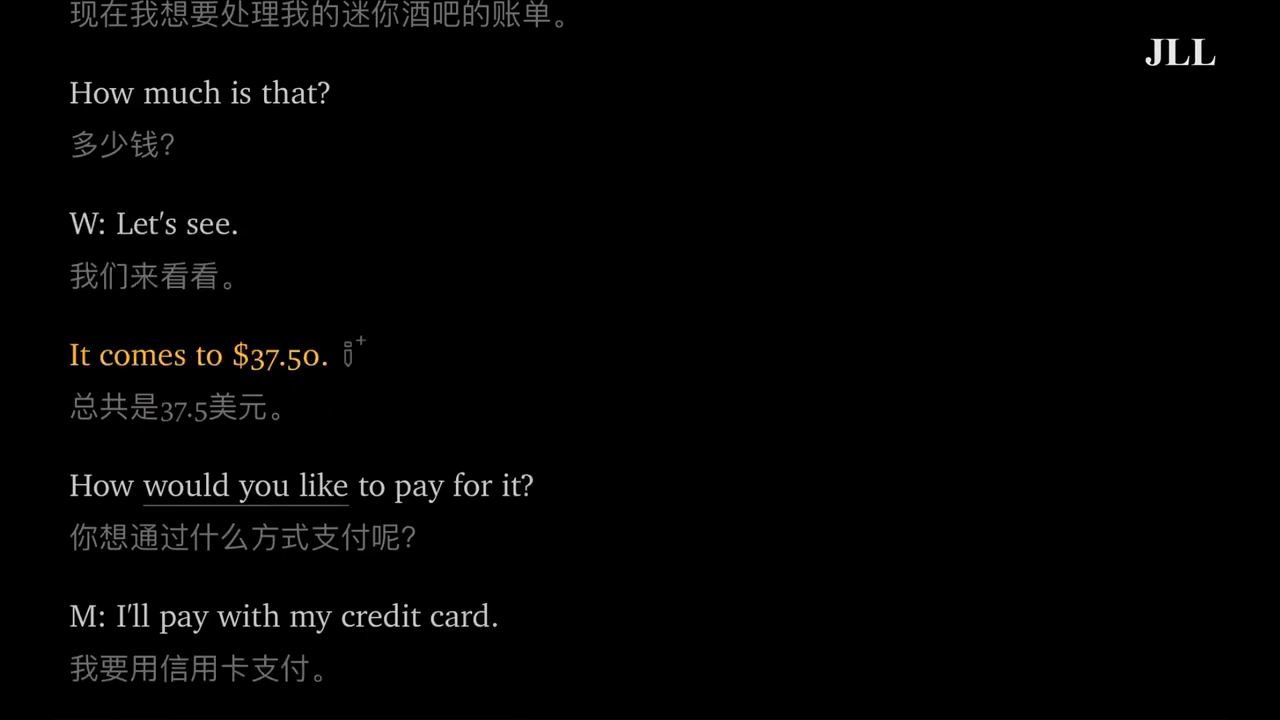 现在我想要处理我的迷你酒吧的账单。
JLL
How much is that?
多少钱？
W: Let's see.
我们来看看。
It comes to $37.50.
总共是37.5美元。
How would you like to pay for it?
你想通过什么方式支付呢？
M: I'll pay with my credit card.
我要用信用卡支付。